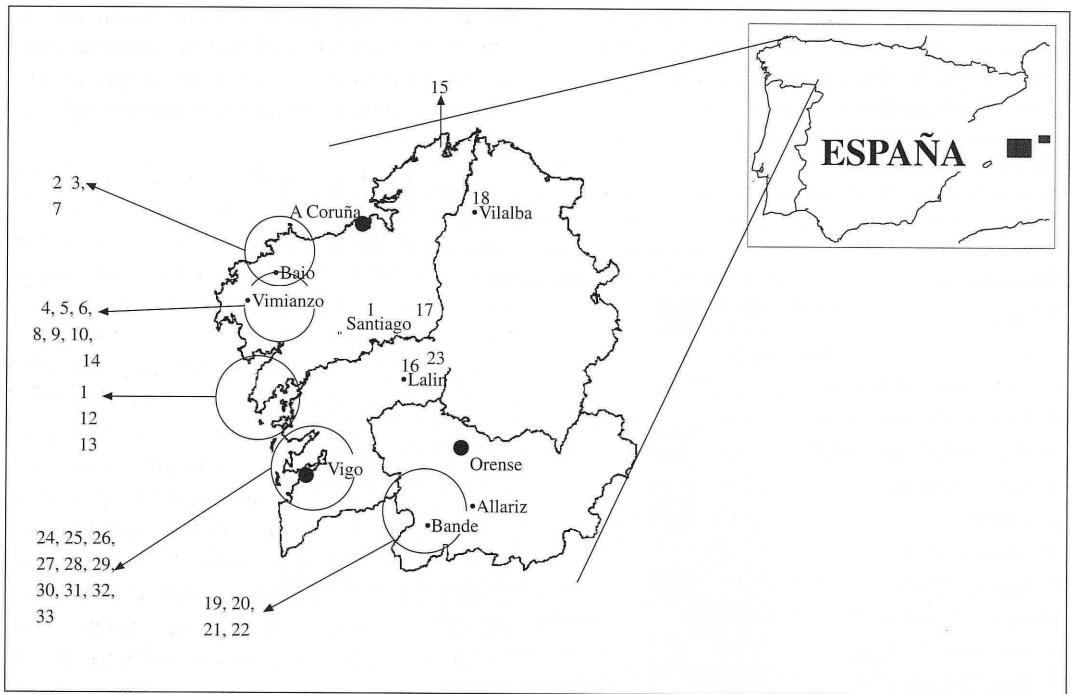 15
ESPAÑA
2 3,
7
A Coruña
18
Vilalba
Baio
Vimianzo
4, 5, 6,
8, 9, 10,
14
1 17
Santiago
16 23
Lalin
1
12
13
Orense
Vigo
Allariz
Bande
24, 25, 26,
27, 28, 29,
30, 31, 32,
33
19, 20,
21, 22